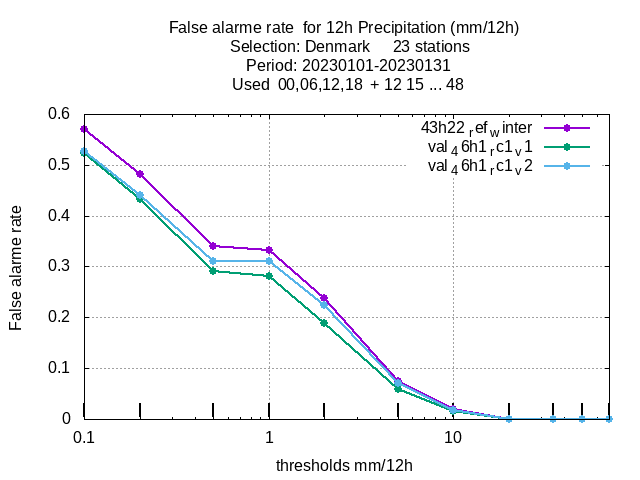 False alarme rate  for 12h Precipitation (mm/12h)
Selection: Denmark     23 stations
Period: 20230101-20230131
Used  00,06,12,18  + 12 15 ... 48
0.6
0.5
0.4
0.3
0.2
0.1
0
False alarme rate
43h22 ref winter
val 46h1 rc1 v1
val 46h1 rc1 v2
0.1
1
10
thresholds mm/12h